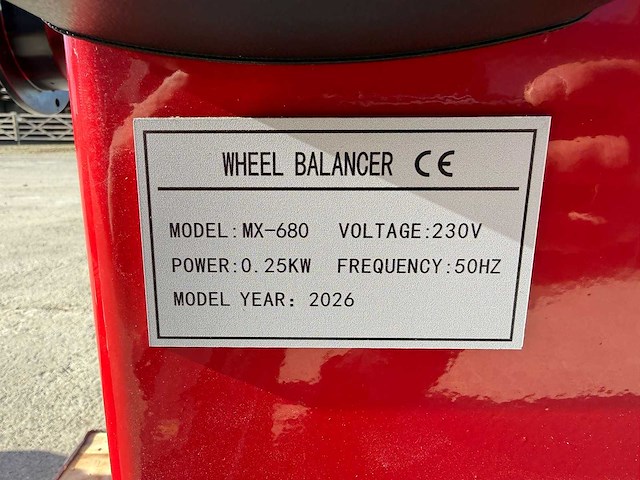 WHEEL BALANCER CE
MODEL:MX-680 VOLTAGE:230V
POWER:0.25KW FREQUENCY:50HZ
MODEL YEAR: 2026